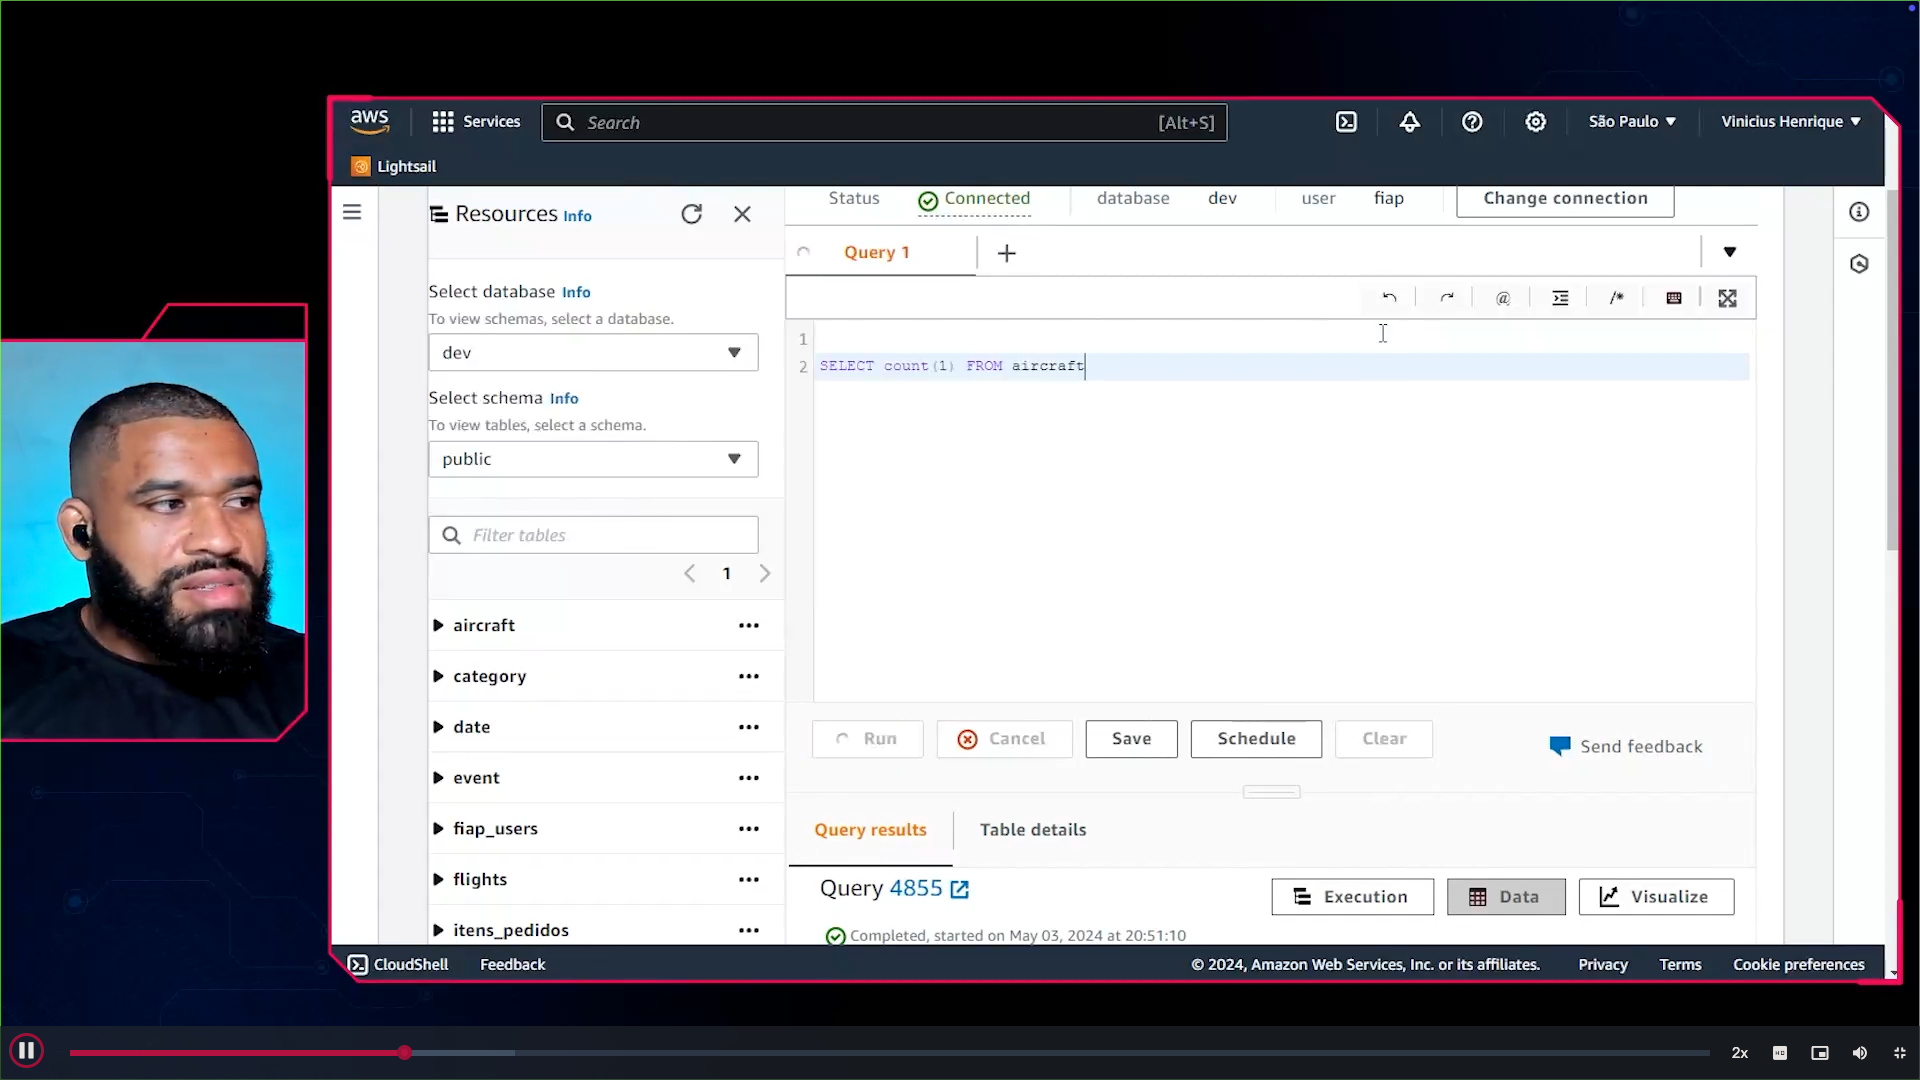 aws
Services
Search
[Alt+S]
São Paulo
Vinicius Henrique
Lightsail
Resources Info
Status
Connected
database
dev
user
fiap
Change connection
Query 1
Select database Info
To view schemas, select a database.
dev
Select schema Info
To view tables, select a schema.
public
Filter tables
1
aircraft
category
date
event
fiap_users
flights
itens_pedidos
@
/*
1
2
SELECT count(1) FROM aircraft
Run
Cancel
Save
Schedule
Clear
Send feedback
Query results
Table details
Query 4855
Execution
Data
Visualize
Completed, started on May 03, 2024 at 20:51:10
CloudShell
Feedback
© 2024, Amazon Web Services, Inc. or its affiliates.
Privacy
Terms
Cookie preferences
2x
HD